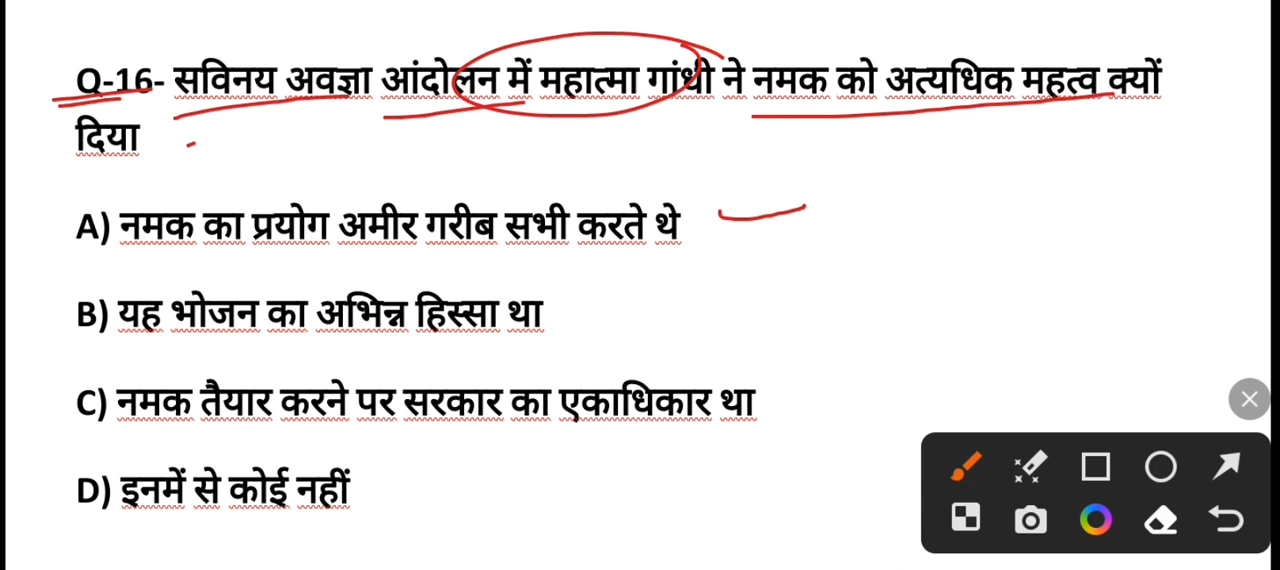 Q-16- सविनय अवज्ञा आंदोलन में महात्मा गांधी ने नमक को अत्यधिक महत्व क्यों
दिया
A) नमक का प्रयोग अमीर गरीब सभी करते थे
B) यह भोजन का अभिन्न हिस्सा था
C) नमक तैयार करने पर सरकार का एकाधिकार था
D) इनमें से कोई नहीं